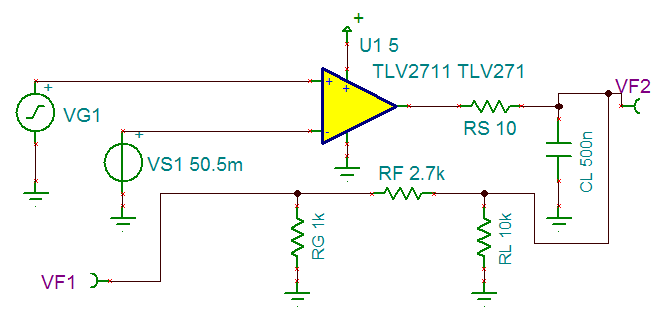 +
U1 5
TLV2711 TLV271
+
VG1
+
+
-
+
VS1 50.5m
RS 10
VF2
CL 500n
RF 2.7k
RG 1k
RL 10k
VF1